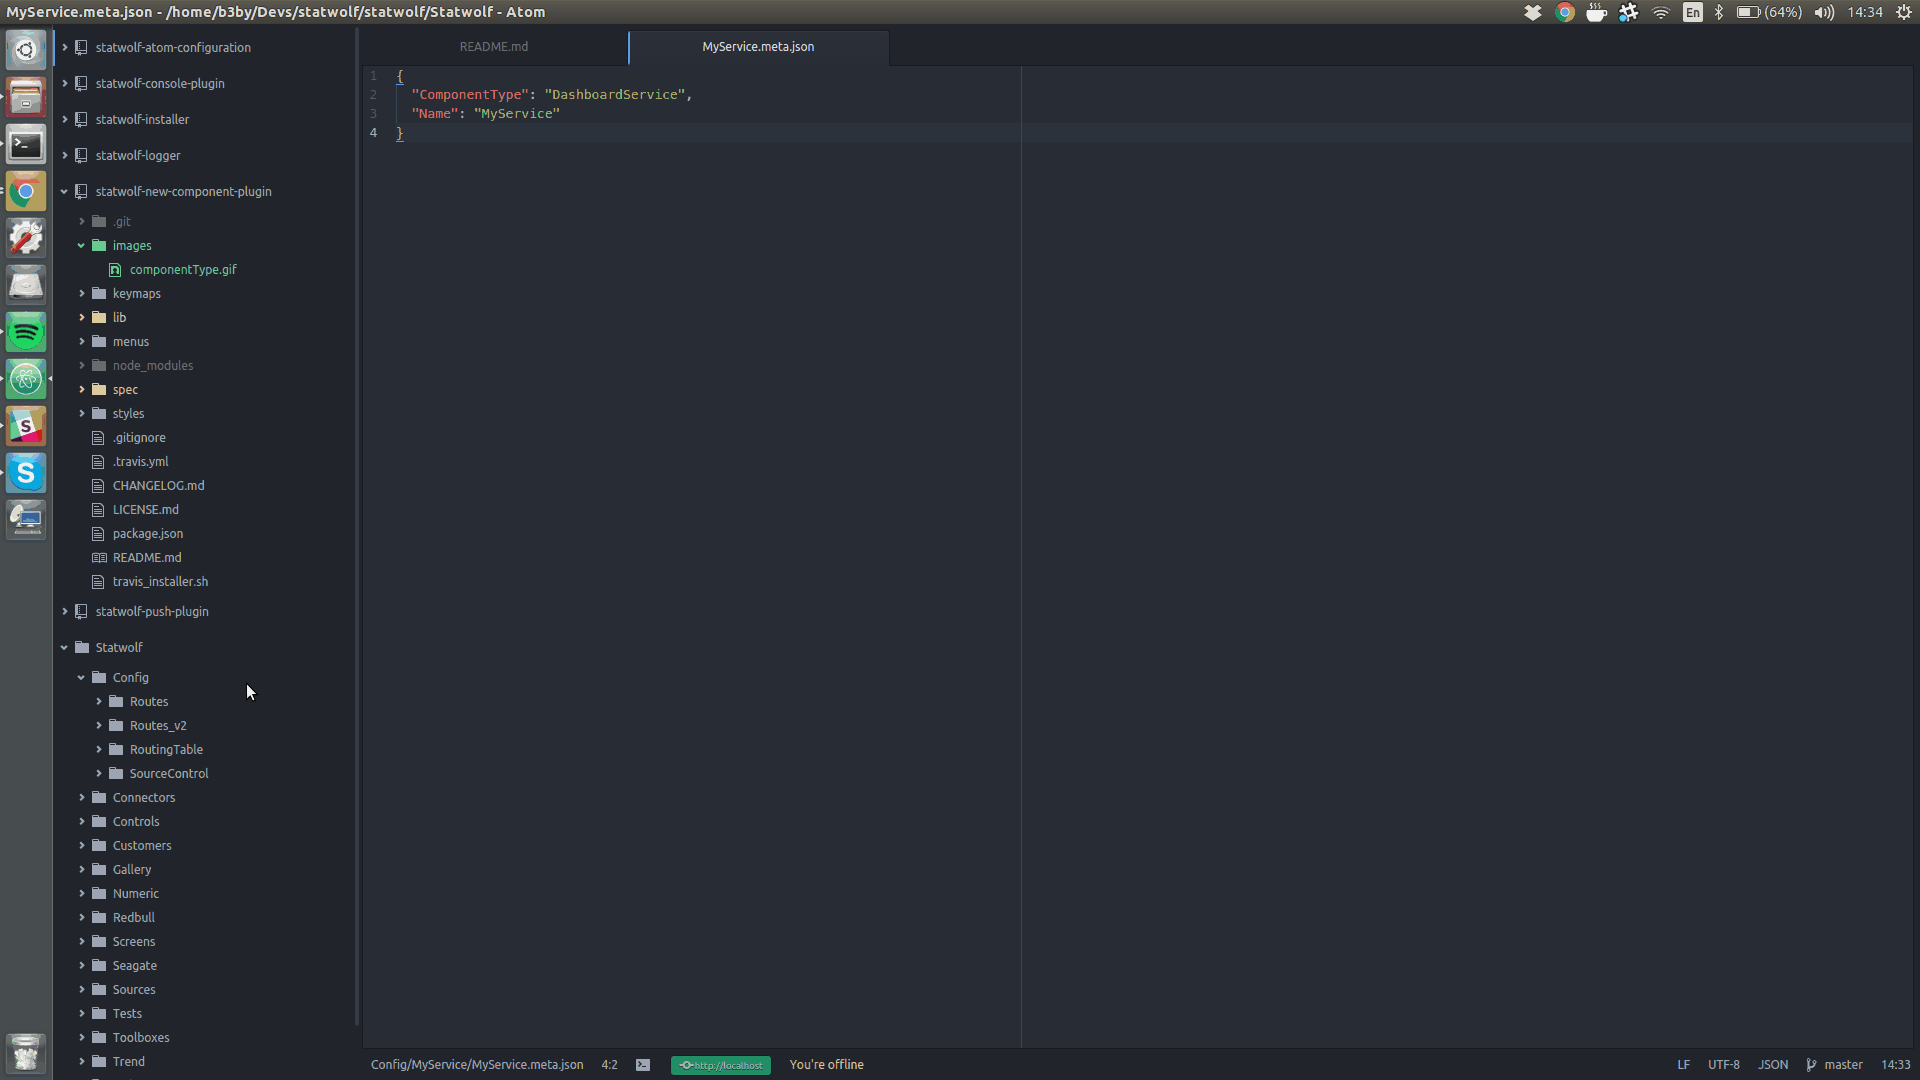 MyService.meta.json - /home/b3by/Devs/statwolf/statwolf/Statwolf - Atom
En
(64%)
14:34
statwolf-atom-configuration
statwolf-console-plugin
statwolf-installer
statwolf-logger
statwolf-new-component-plugin
.git
images
componentType.gif
keymaps
lib
menus
node_modules
spec
styles
.gitignore
.travis.yml
CHANGELOG.md
LICENSE.md
package.json
README.md
travis_installer.sh
statwolf-push-plugin
Statwolf
Config
Routes
Routes_v2
RoutingTable
SourceControl
Connectors
Controls
Customers
Gallery
Numeric
Redbull
Screens
Seagate
Sources
Tests
Toolboxes
Trend
README.md
MyService.meta.json
1 {
2 "ComponentType": "DashboardService",
3 "Name": "MyService"
4 }
Config/MyService/MyService.meta.json 4:2 http://localhost You're offline
LF UTF-8 JSON master 14:33